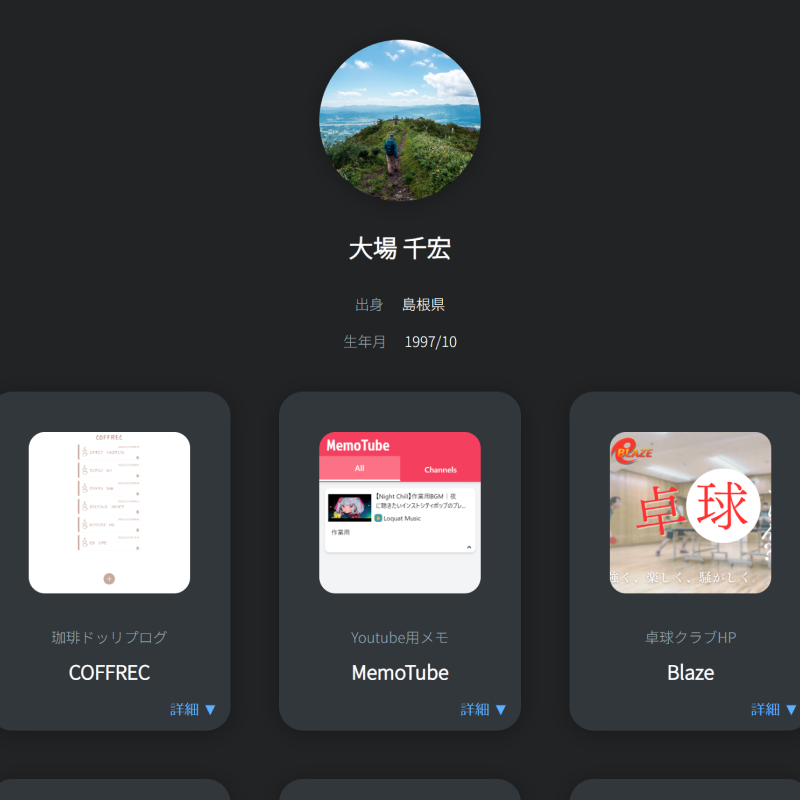 大場 千宏
出身 島根県
生年月 1997/10
COFFREC
珈琲ドッリプログ
COFFREC
詳細 ▼
MemoTube
All Channels
【Night Chill】作業用BGM｜夜
に聴きたいインストシティポップのプレ...
Loquat Music
作業用
Youtube用メモ
MemoTube
詳細 ▼
BLAZE
卓球
強く、楽しく、騒がしく
卓球クラブHP
Blaze
詳細 ▼